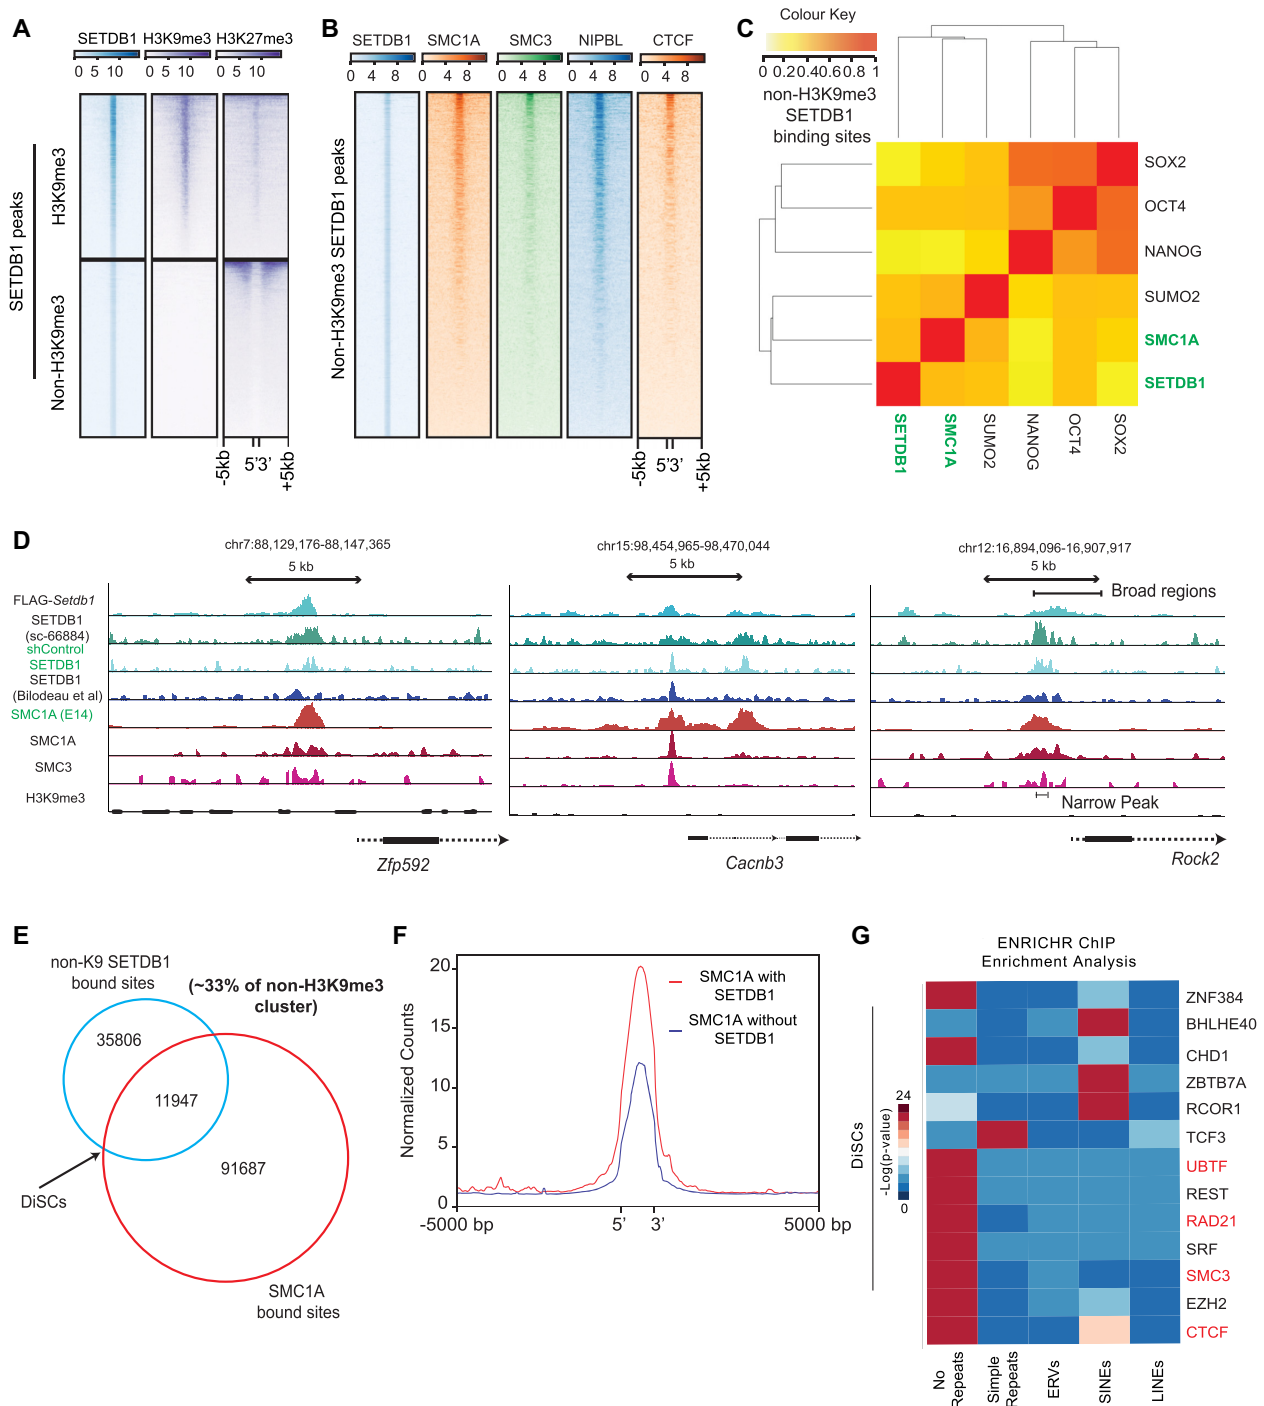 A
SETDB1 H3K9me3 H3K27me3
0 5 10 0 5 10 0 5 10
SETDB1 peaks
H3K9me3
Non-H3K9me3
-5kb 5'3' +5kb
B
SETDB1 SMC1A SMC3 NIPBL CTCF
0 4 8 0 4 8 0 4 8 0 4 8 0 4 8
Non-H3K9me3 SETDB1 peaks
-5kb 5'3' +5kb
C
Colour Key
0 0.20.40.60.8 1
non-H3K9me3
SETDB1
binding sites
SOX2
OCT4
NANOG
SUMO2
SMC1A
SETDB1
SETDB1 SMC1A SUMO2 NANOG OCT4 SOX2
D
chr7:88,129,176-88,147,365
5 kb
chr15:98,454,965-98,470,044
5 kb
chr12:16,894,096-16,907,917
5 kb
Broad regions
FLAG-Setdb1
SETDB1
(sc-66884)
shControl
SETDB1
SETDB1
(Bilodeau et al)
SMC1A (E14)
SMC1A
SMC3
H3K9me3
Narrow Peak
Zfp592
Cacnb3
Rock2
E
non-K9 SETDB1
bound sites
(~33% of non-H3K9me3
cluster)
35806
11947
91687
DiSCs
SMC1A
bound sites
F
Normalized Counts
20
15
10
5
0
SMC1A with
SETDB1
SMC1A without
SETDB1
-5000 bp 5' 3' 5000 bp
G
ENRICHR ChIP
Enrichment Analysis
DiSCs
-Log(p-value)
24
0
ZNF384
BHLHE40
CHD1
ZBTB7A
RCOR1
TCF3
UBTF
REST
RAD21
SRF
SMC3
EZH2
CTCF
No
Repeats
Simple
Repeats
ERVs
SINEs
LINEs